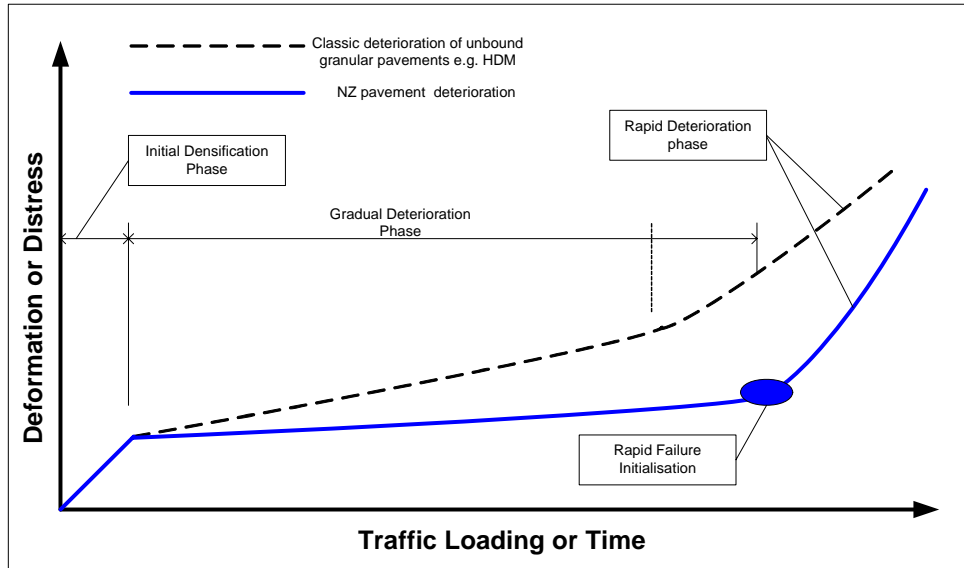 Classic deterioration of unbound
granular pavements e.g. HDM
NZ pavement deterioration
Rapid Deterioration
phase
Initial Densification
Phase
Gradual Deterioration
Phase
Deformation or Distress
Rapid Failure
Initialisation
Traffic Loading or Time